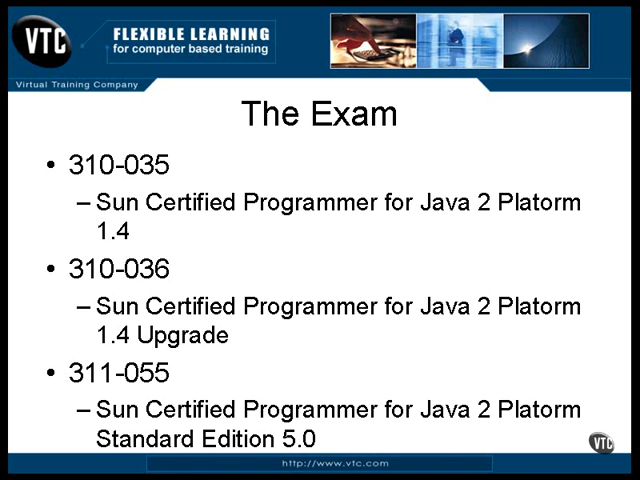 VTC
FLEXIBLE LEARNING
for computer based training
Virtual Training Company
The Exam
• 310-035
– Sun Certified Programmer for Java 2 Platorm
1.4
• 310-036
– Sun Certified Programmer for Java 2 Platorm
1.4 Upgrade
• 311-055
– Sun Certified Programmer for Java 2 Platorm
Standard Edition 5.0
VTC
http://www.vtc.com